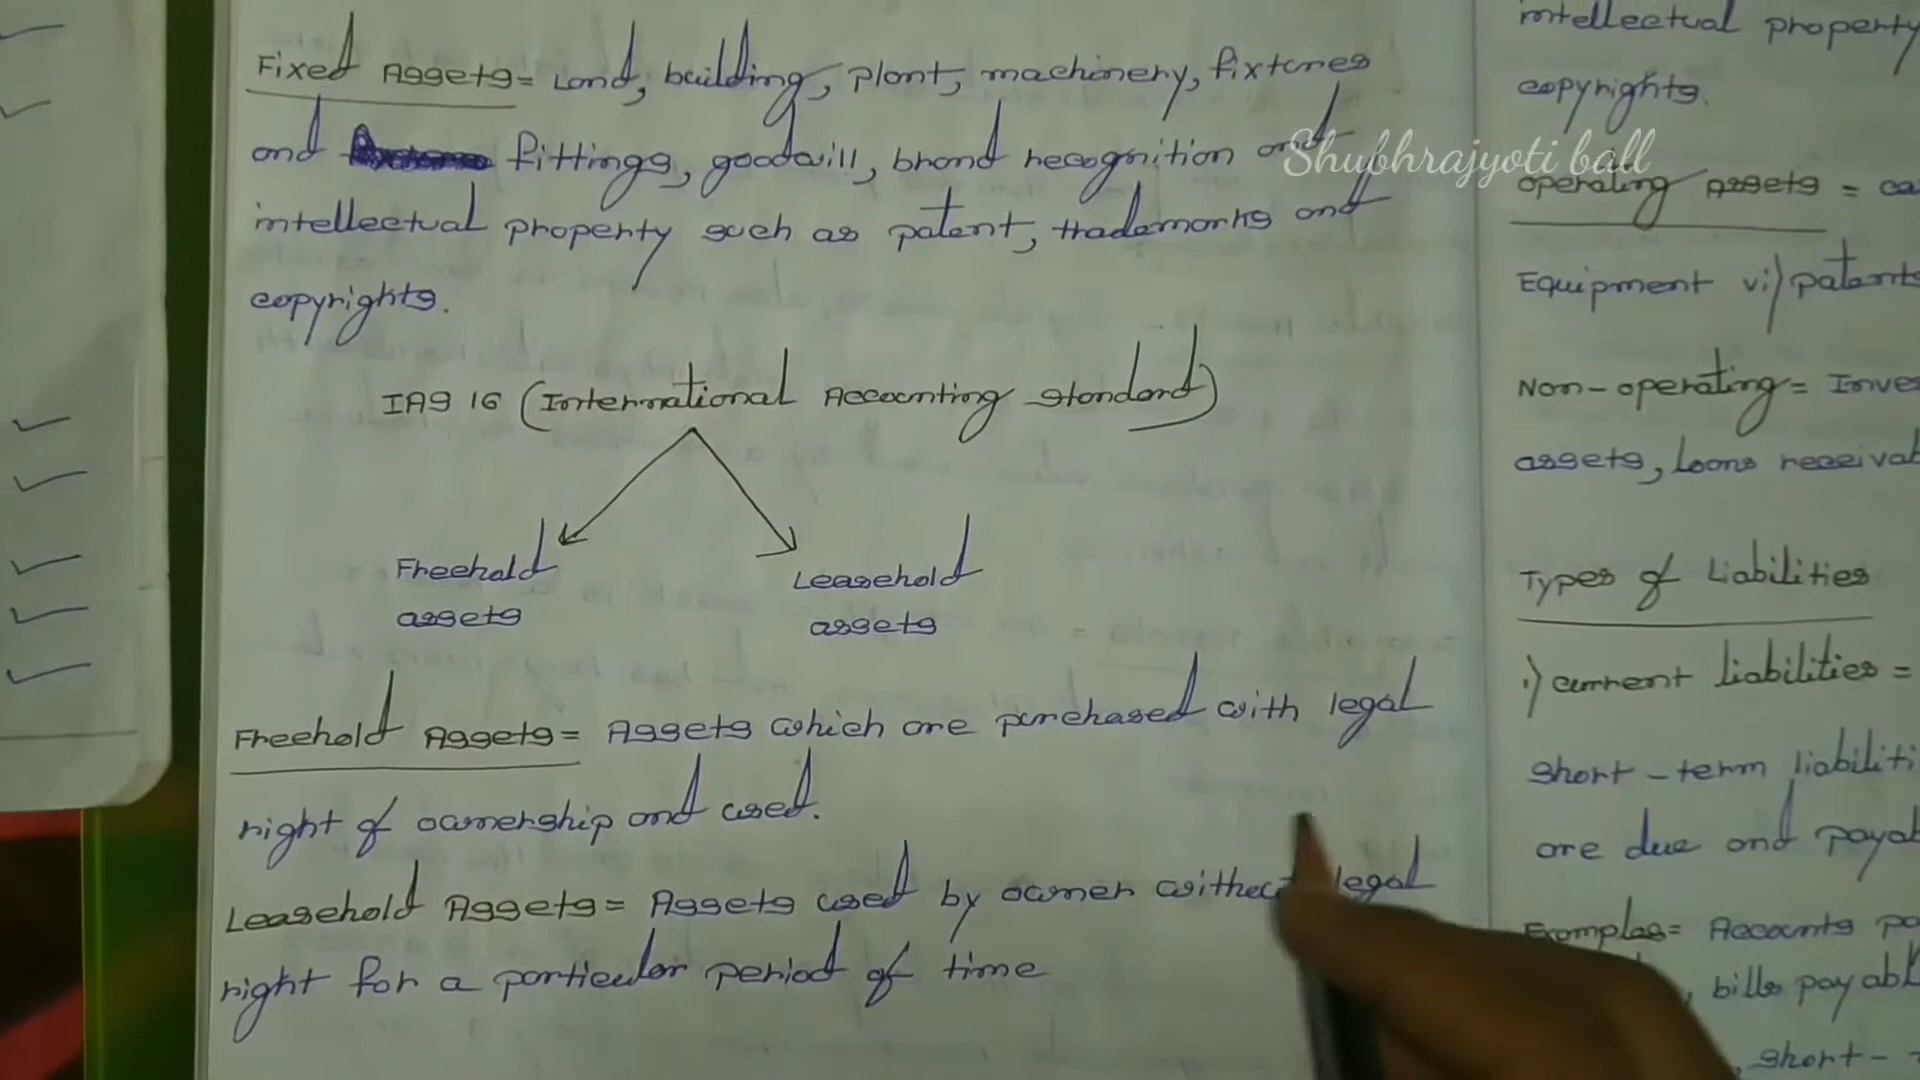 Fixed Assets = Land, building, plant, machinery, fixtures
and fittings, goodwill, brand recognition and
intellectual property such as patent, trademarks and
copyrights.
IAS 16 (International Accounting Standard)
Freehold
assets
Leasehold
assets
Freehold Assets = Assets which are purchased with legal
right of ownership and used.
Leasehold Assets = Assets used by owner without legal
right for a particular period of time
intellectual property
copyrights.
Operating Assets = ca
Equipment vi) patents
Non-operating = Inves
assets, Loans receivab
Types of Liabilities
i) current liabilities =
short-term liabiliti
are due and payab
Examples = Accounts pa
, bills payabl
, short-
Shubhrajyoti ball